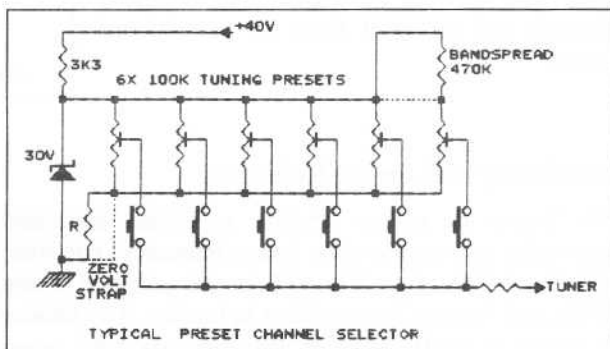 +40V
3K3
BANDSPREAD
470K
6X 100K TUNING PRESETS
30V
R
ZERO
VOLT
STRAP
TUNER
TYPICAL PRESET CHANNEL SELECTOR